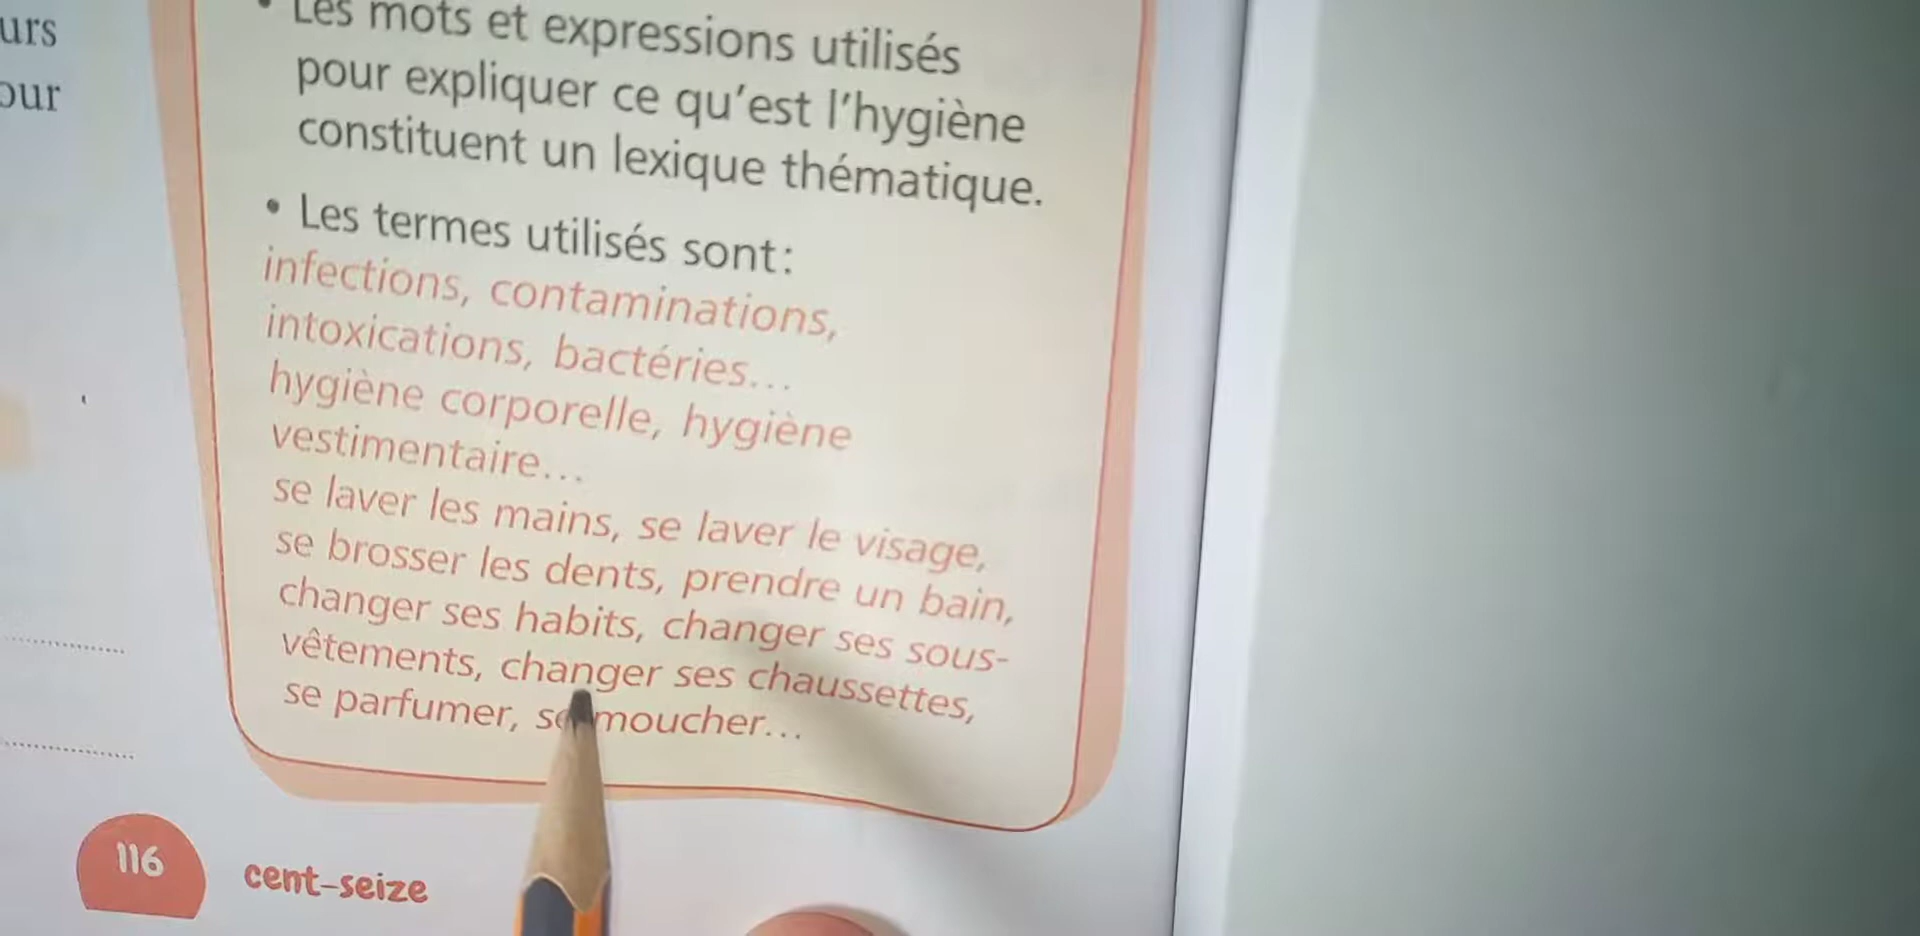 urs
our
• Les mots et expressions utilisés
pour expliquer ce qu'est l'hygiène
constituent un lexique thématique.
• Les termes utilisés sont :
infections, contaminations,
intoxications, bactéries...
hygiène corporelle, hygiène
vestimentaire...
se laver les mains, se laver le visage,
se brosser les dents, prendre un bain,
changer ses habits, changer ses sous-
vêtements, changer ses chaussettes,
se parfumer, se moucher...
116
cent-seize